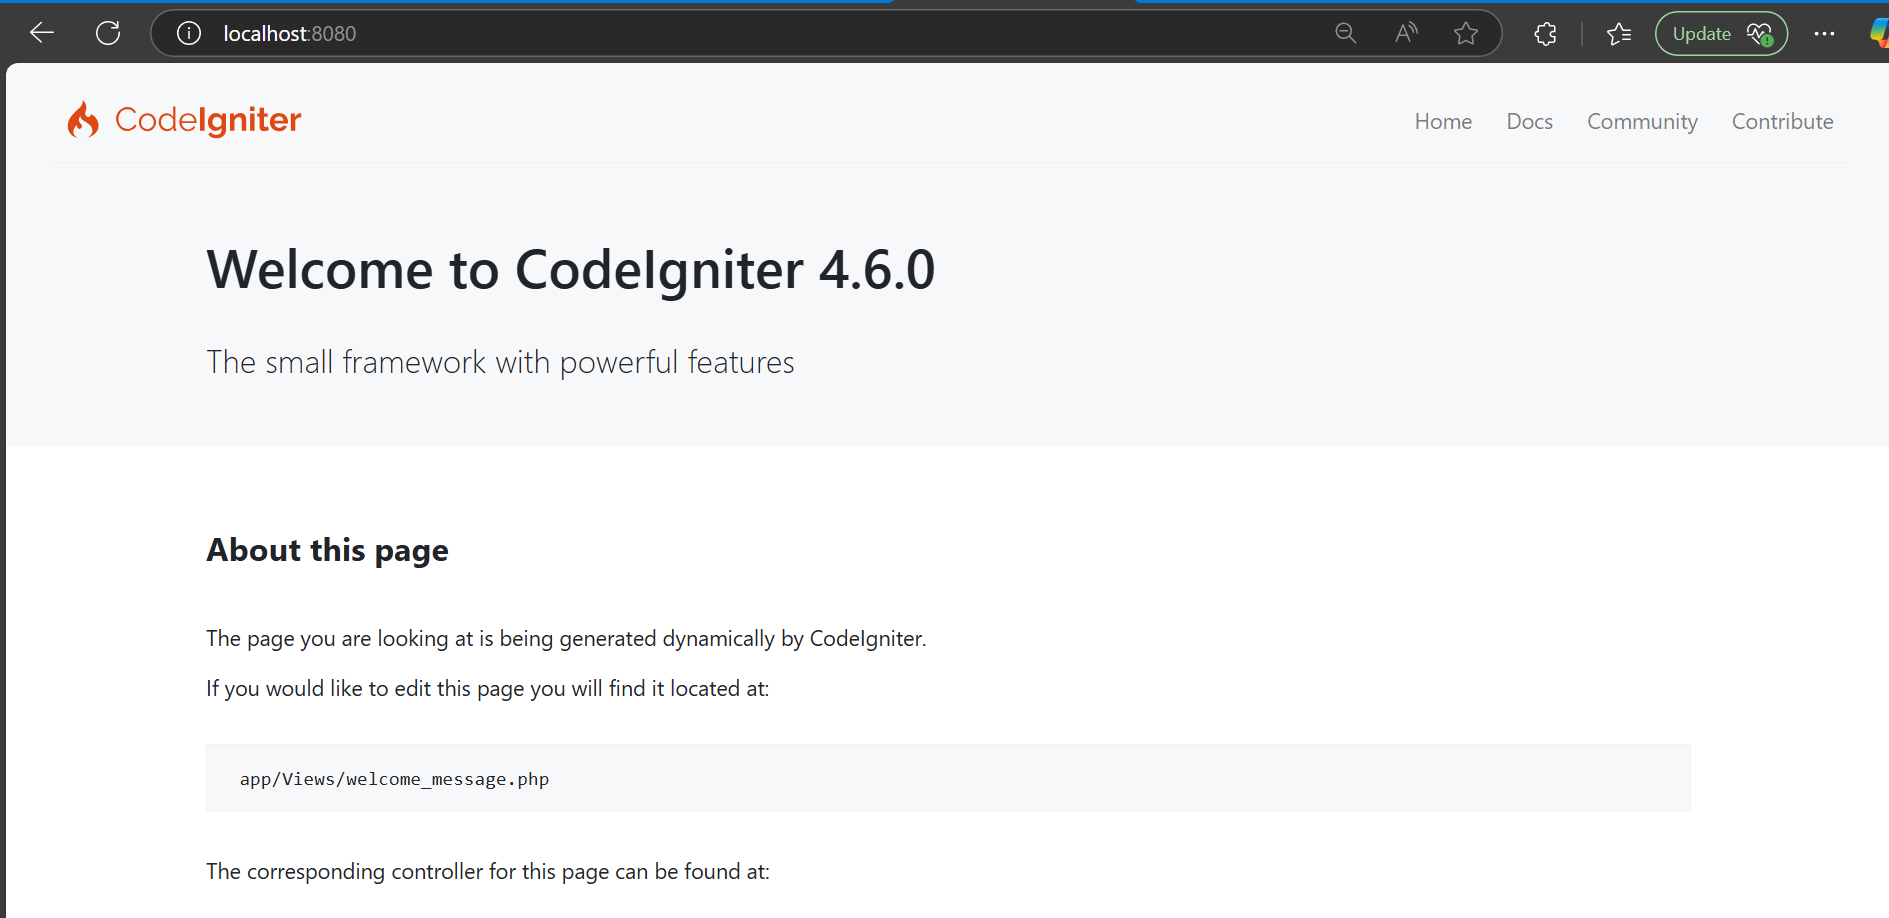 localhost:8080
Update
CodeIgniter
Home Docs Community Contribute
Welcome to CodeIgniter 4.6.0
The small framework with powerful features
About this page
The page you are looking at is being generated dynamically by CodeIgniter.
If you would like to edit this page you will find it located at:
app/Views/welcome_message.php
The corresponding controller for this page can be found at: